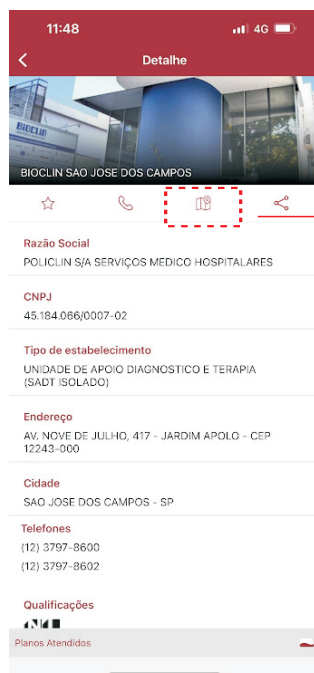 11:48
4G
Detalhe
BIOCLIN
BIOCLIN SAO JOSE DOS CAMPOS
Razão Social
POLICLIN S/A SERVIÇOS MEDICO HOSPITALARES
CNPJ
45.184.066/0007-02
Tipo de estabelecimento
UNIDADE DE APOIO DIAGNOSTICO E TERAPIA
(SADT ISOLADO)
Endereço
AV. NOVE DE JULHO, 417 - JARDIM APOLO - CEP
12243-000
Cidade
SAO JOSE DOS CAMPOS - SP
Telefones
(12) 3797-8600
(12) 3797-8602
Qualificações
Planos Atendidos